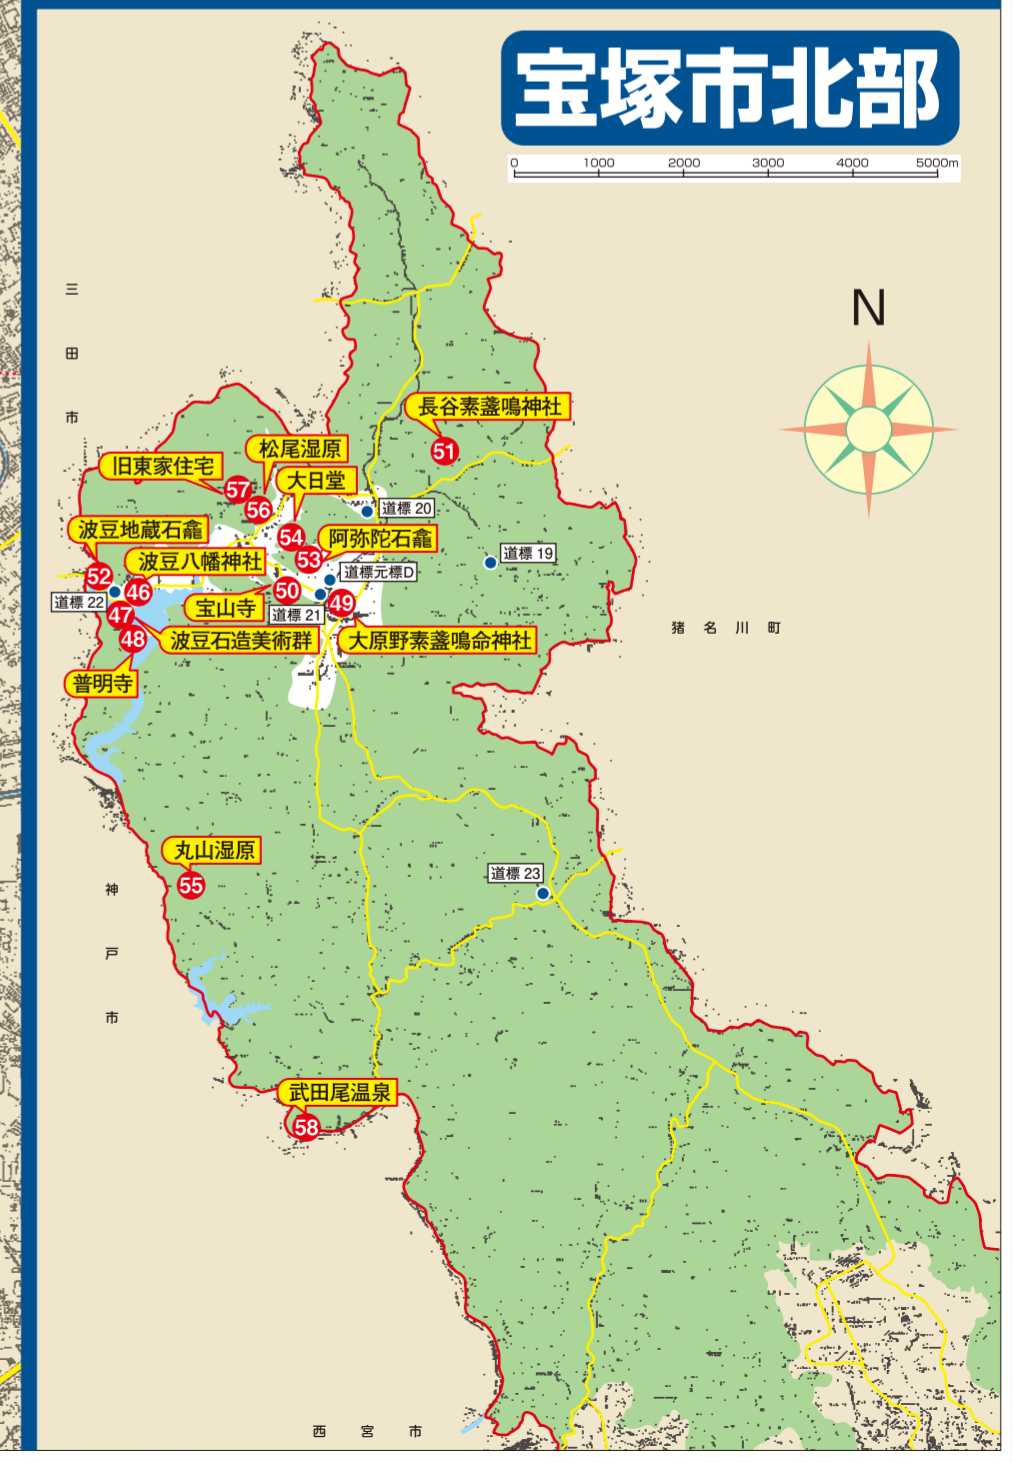 宝塚市北部
0 1000 2000 3000 4000 5000m
N
三田市
長谷素盞嗚神社
51
松尾湿原
旧東家住宅
大日堂
57
56
道標 20
波豆地蔵石龕
54
阿弥陀石龕
波豆八幡神社
53
道標 19
52
道標元標D
46
50
道標 22
宝山寺
49
47
道標 21
猪名川町
48
波豆石造美術群
大原野素盞嗚命神社
普明寺
丸山湿原
道標 23
55
神戸市
武田尾温泉
58
西宮市